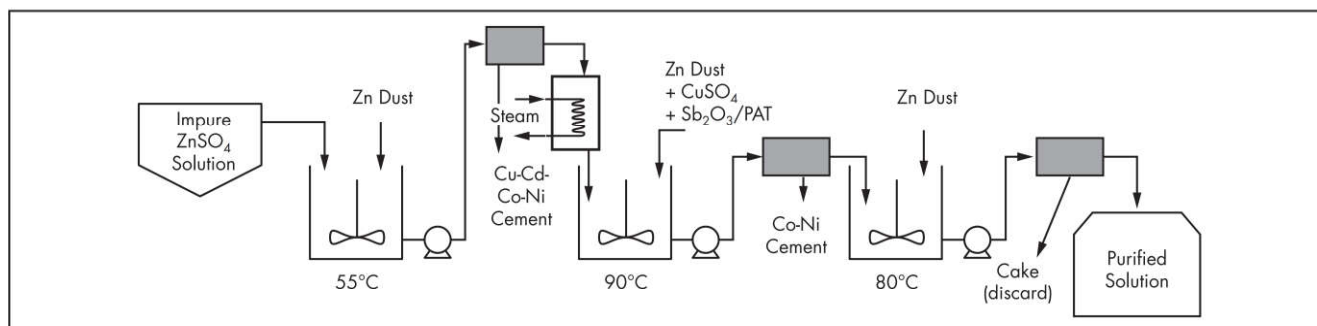 Impure
ZnSO₄
Solution
Zn Dust
55°C
Steam
Cu-Cd-
Co-Ni
Cement
Zn Dust
+ CuSO₄
+ Sb₂O₃/PAT
90°C
Co-Ni
Cement
Zn Dust
80°C
Cake
(discard)
Purified
Solution